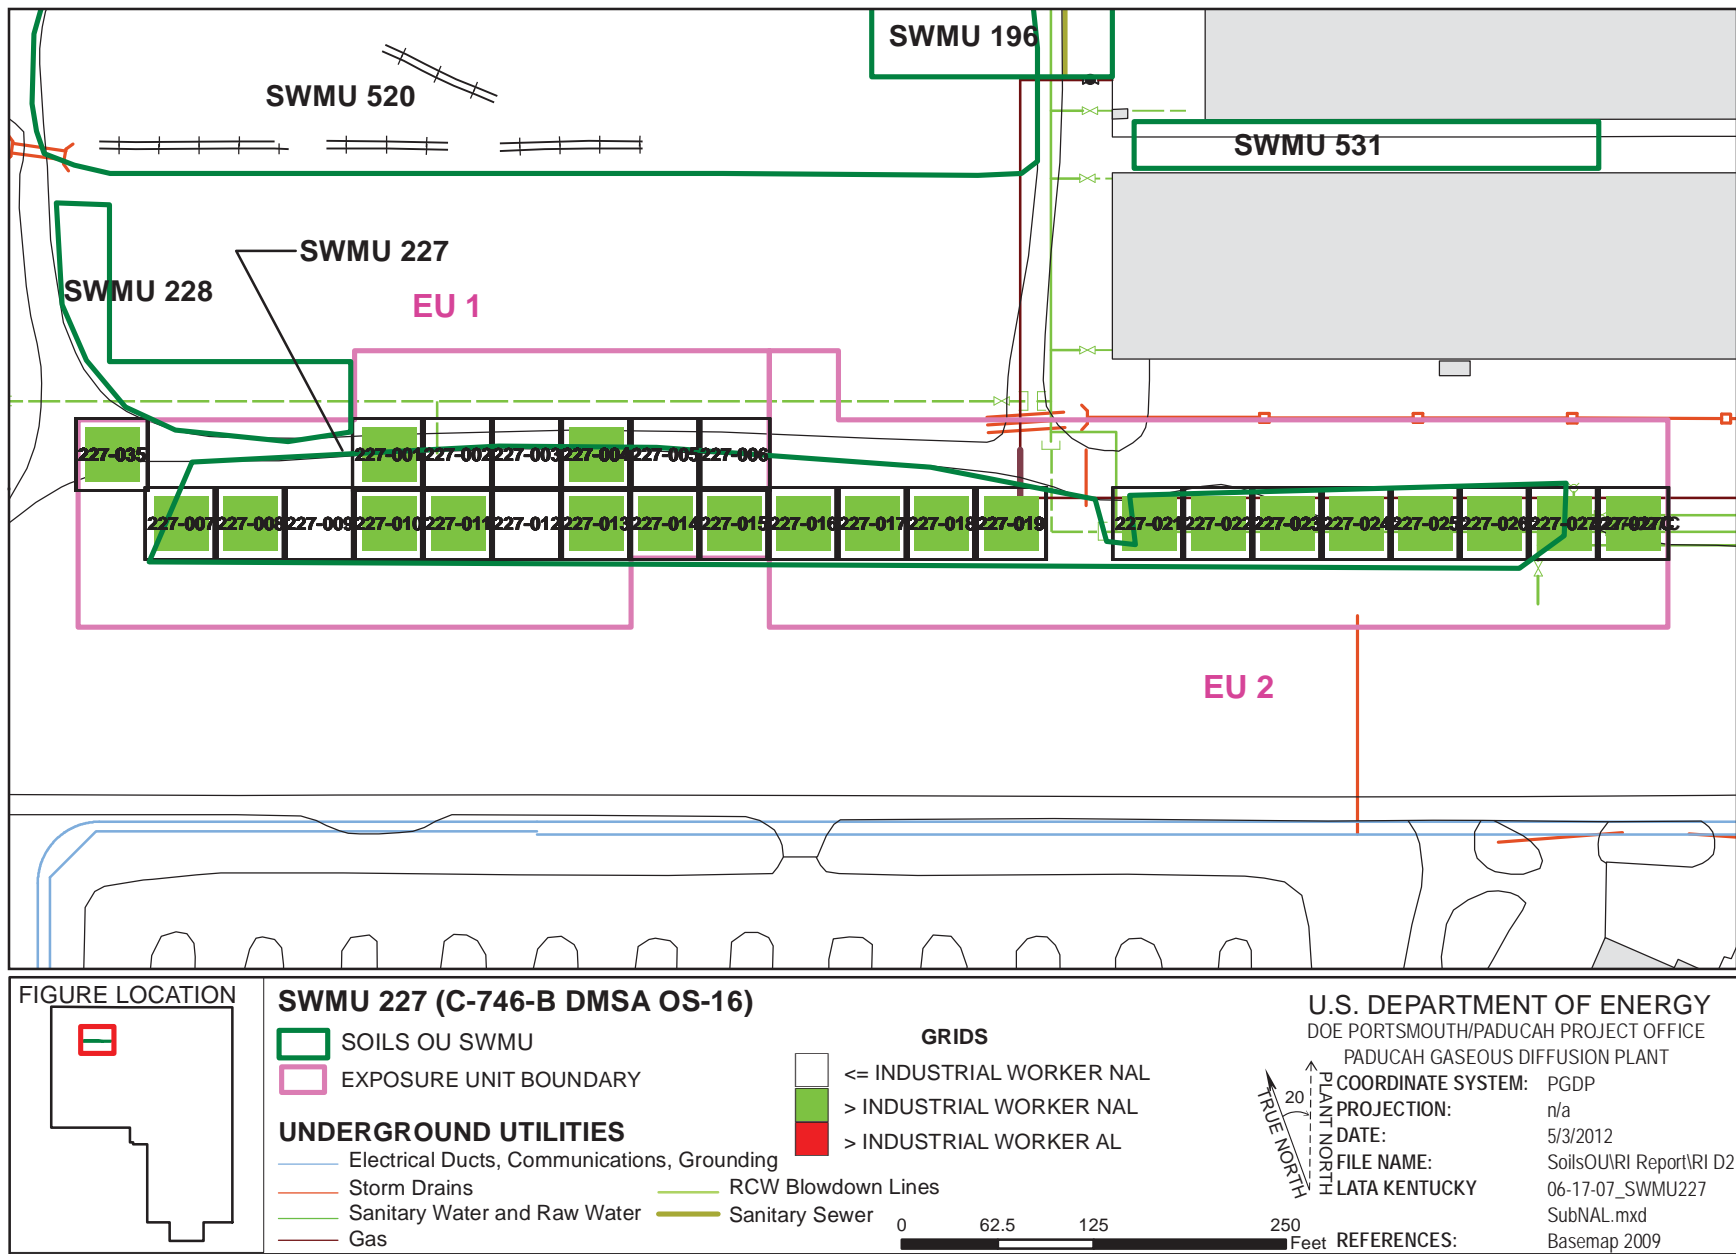 SWMU 196
SWMU 520
SWMU 531
SWMU 227
SWMU 228
EU 1
227-035 227-001 227-002 227-003 227-004 227-005 227-006
227-007 227-008 227-009 227-010 227-011 227-012 227-013 227-014 227-015 227-016 227-017 227-018 227-019 227-021 227-022 227-023 227-024 227-025 227-026 227-027
EU 2
FIGURE LOCATION
SWMU 227 (C-746-B DMSA OS-16)
SOILS OU SWMU
EXPOSURE UNIT BOUNDARY
UNDERGROUND UTILITIES
Electrical Ducts, Communications, Grounding
Storm Drains
Sanitary Water and Raw Water
Gas
RCW Blowdown Lines
Sanitary Sewer
GRIDS
<= INDUSTRIAL WORKER NAL
> INDUSTRIAL WORKER NAL
> INDUSTRIAL WORKER AL
0 62.5 125 250
Feet
TRUE NORTH
20
PLANT NORTH
U.S. DEPARTMENT OF ENERGY
DOE PORTSMOUTH/PADUCAH PROJECT OFFICE
PADUCAH GASEOUS DIFFUSION PLANT
COORDINATE SYSTEM: PGDP
PROJECTION: n/a
DATE: 5/3/2012
FILE NAME: SoilsOU\RI Report\RI D2
LATA KENTUCKY 06-17-07_SWMU227
SubNAL.mxd
REFERENCES: Basemap 2009